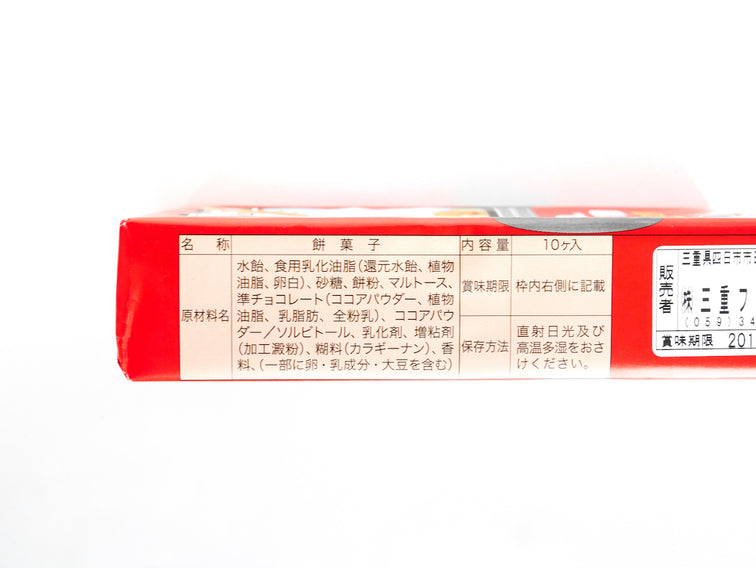 名称 餅菓子 内容量 10ヶ入
原材料名
水飴、食用乳化油脂(還元水飴、植物
油脂、卵白)、砂糖、餅粉、マルトース、
準チョコレート(ココアパウダー、植物
油脂、乳脂肪、全粉乳)、ココアパウ
ダー/ソルビトール、乳化剤、増粘剤
(加工澱粉)、糊料(カラギーナン)、香
料、(一部に卵・乳成分・大豆を含む)
賞味期限 枠内右側に記載
保存方法
直射日光及び
高温多湿をおさ
けください。
販売者
三重県四日市市
㈱三重フ
(059)34
賞味期限 201